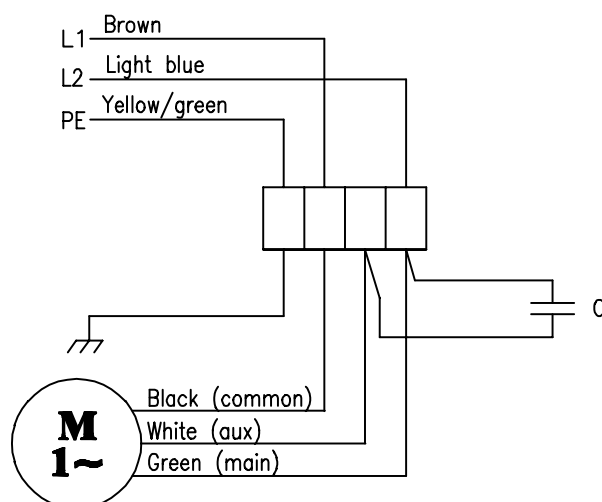 L1 Brown
L2 Light blue
PE Yellow/green
C
Black (common)
White (aux)
Green (main)
M
1~